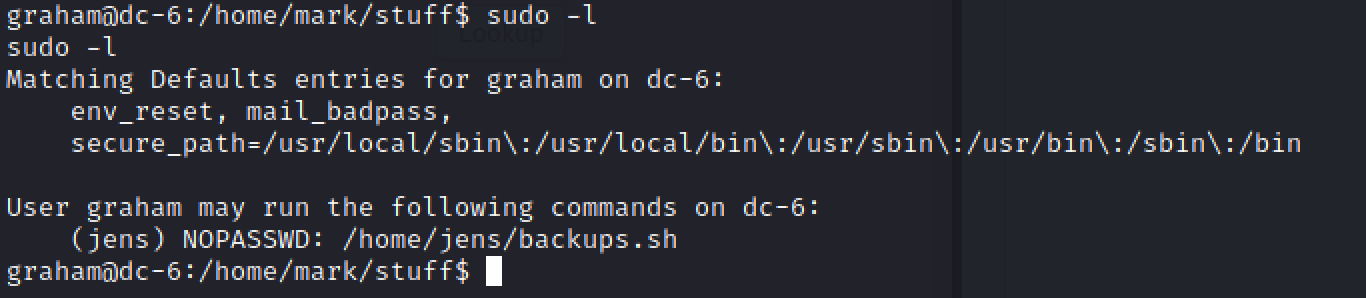 graham@dc-6:/home/mark/stuff$ sudo -l
Lookup
sudo -l
Matching Defaults entries for graham on dc-6:
    env_reset, mail_badpass,
    secure_path=/usr/local/sbin\:/usr/local/bin\:/usr/sbin\:/usr/bin\:/sbin\:/bin

User graham may run the following commands on dc-6:
    (jens) NOPASSWD: /home/jens/backups.sh
graham@dc-6:/home/mark/stuff$